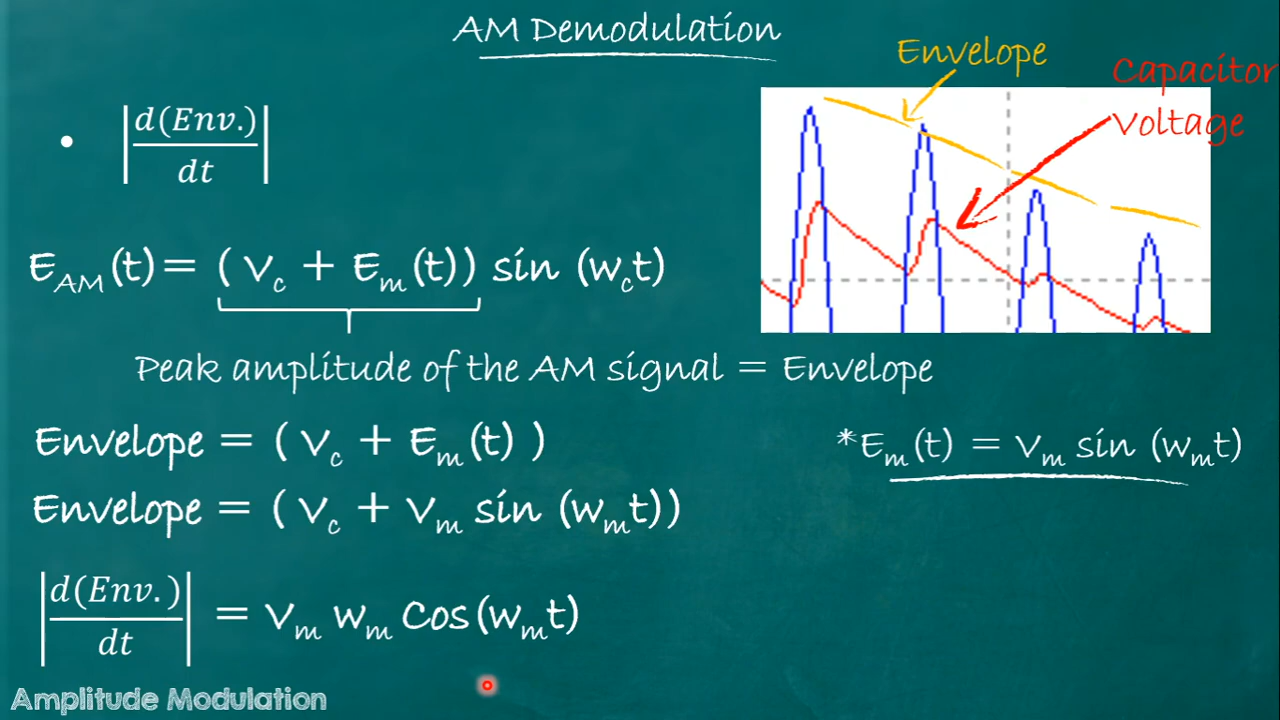 AM Demodulation
Envelope
Capacitor
Voltage
• |d(Env.)/dt|
E_AM(t) = (v_c + E_m(t)) sin (w_c t)
Peak amplitude of the AM signal = Envelope
Envelope = (v_c + E_m(t) )
*E_m(t) = v_m sin (w_m t)
Envelope = (v_c + v_m sin (w_m t))
|d(Env.)/dt| = v_m w_m Cos(w_m t)
Amplitude Modulation